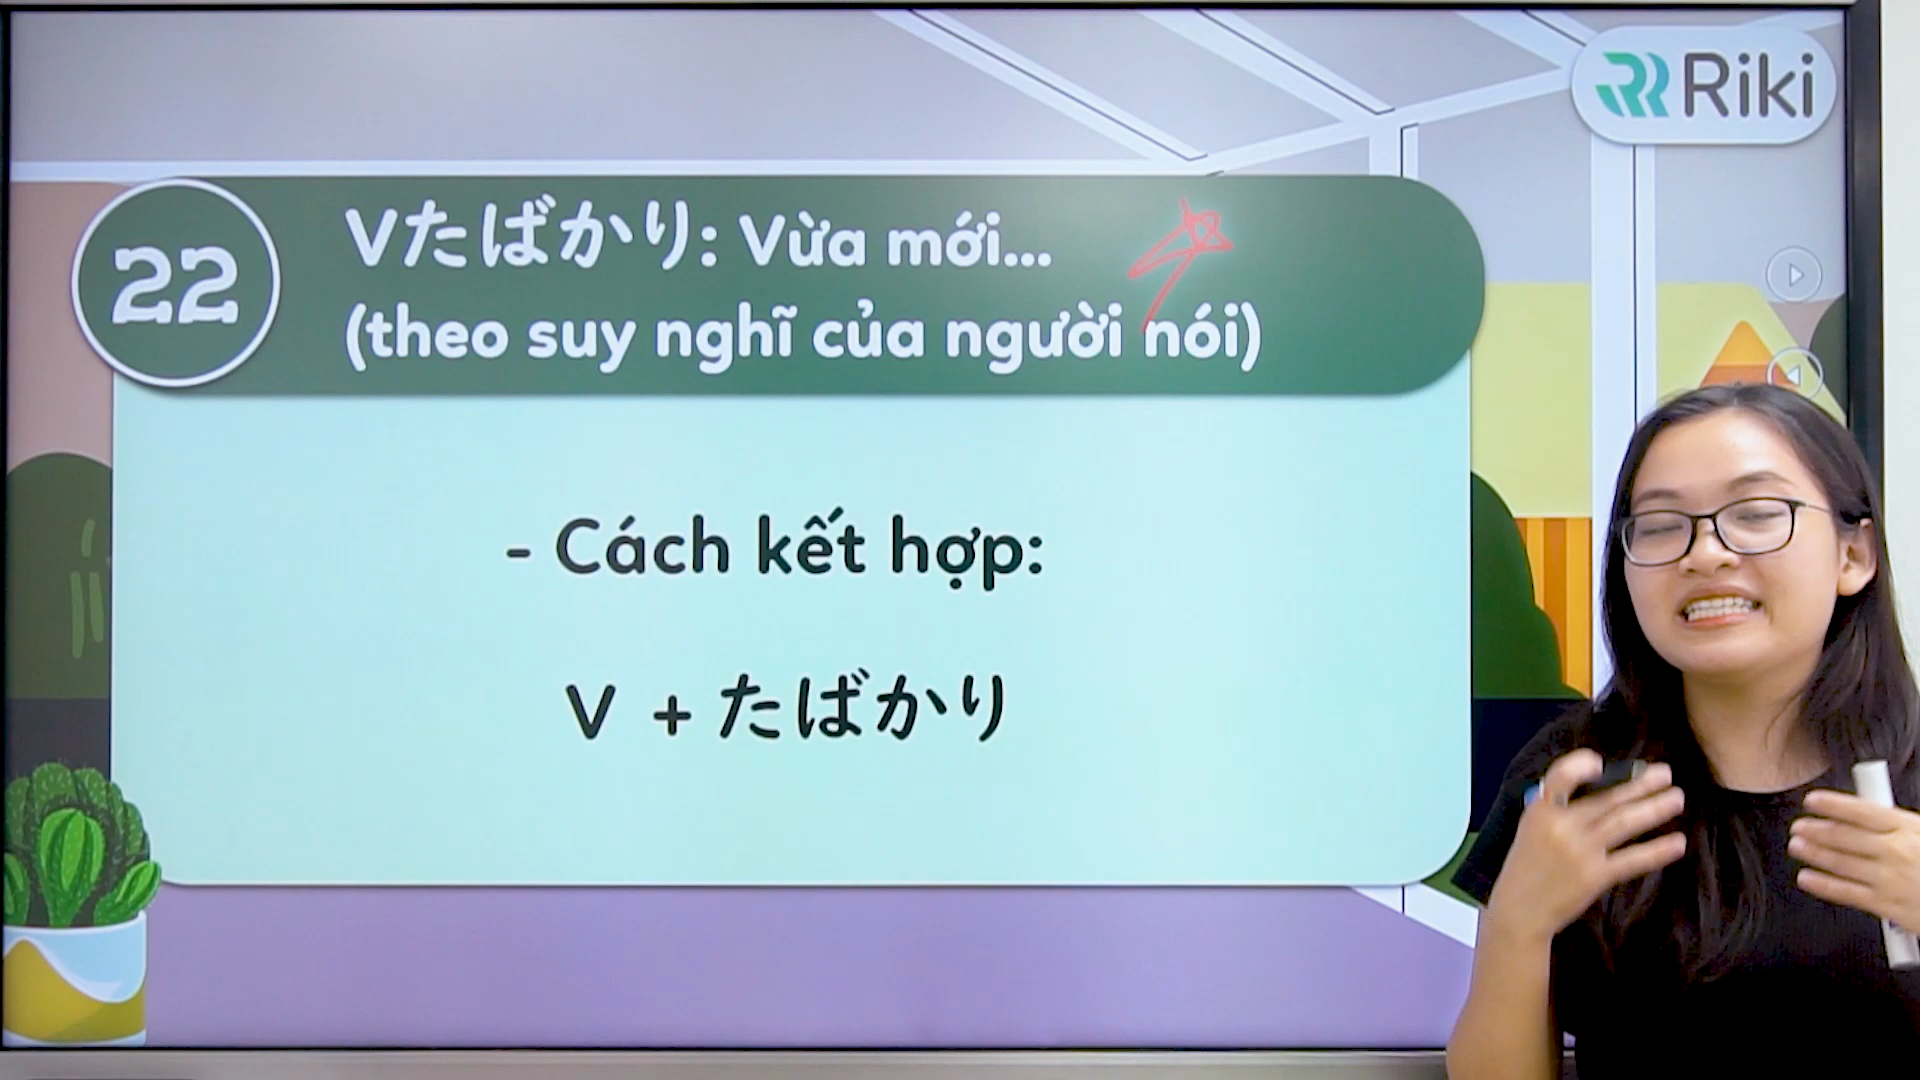 Riki
22
Vたばかり: Vừa mới...
(theo suy nghĩ của người nói)
- Cách kết hợp:
V + たばかり